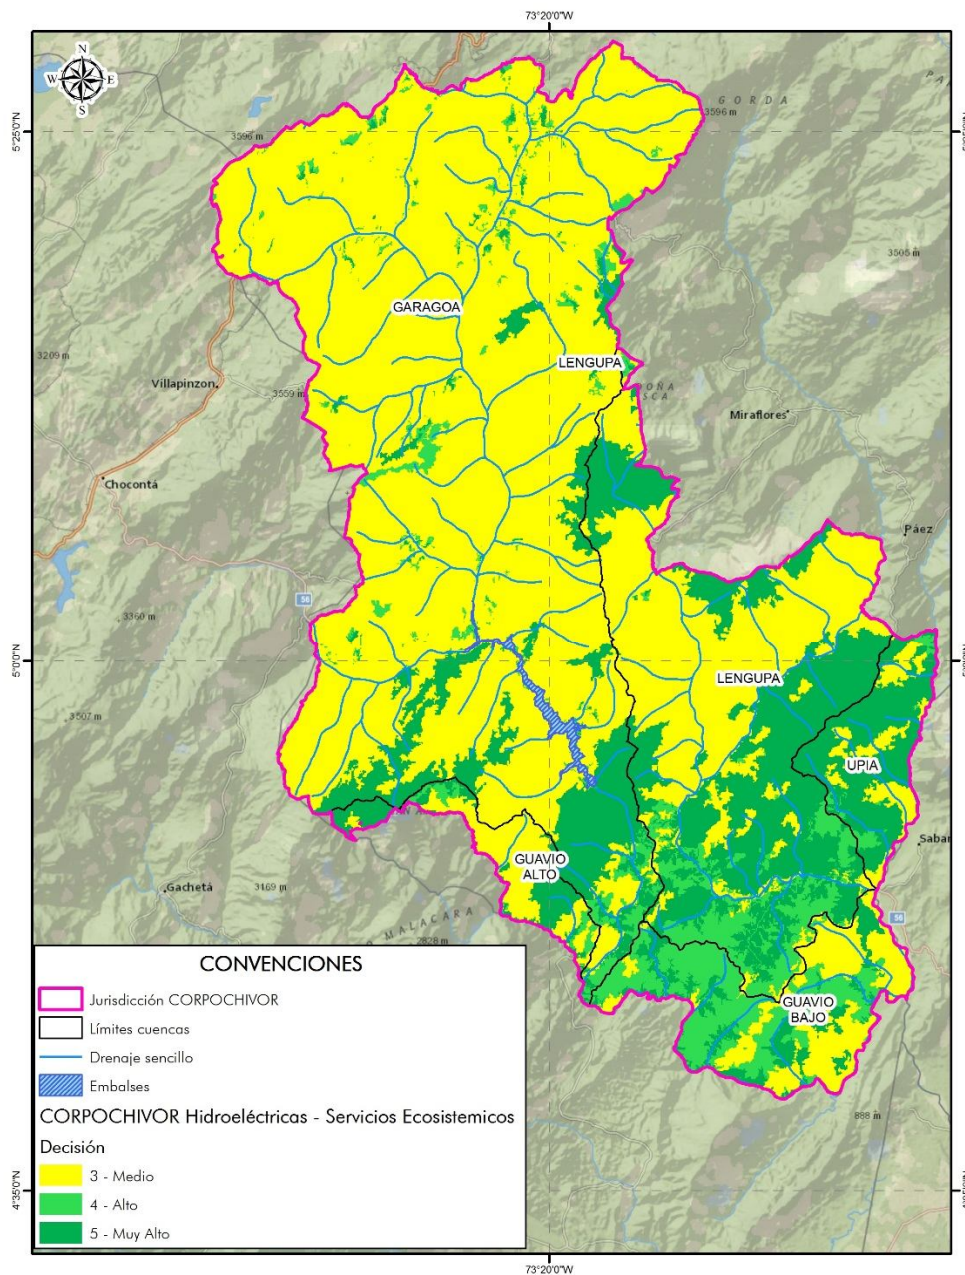 73°20'0"W
N
W
E
S
GORDA
3596 m
3596 m
5°25'0"N
3505 m
GARAGOA
3209 m
LENGUPA
Villapinzon
3559 m
Miraflores
Chocontá
Páez
56
3360 m
5°0'0"N
LENGUPA
3507 m
UPIA
Sabar
GUAVIO
ALTO
Gachetá
3169 m
56
MALACARA
2828 m
GUAVIO
BAJO
888 m
CONVENCIONES
Jurisdicción CORPOCHIVOR
Límites cuencas
Drenaje sencillo
Embalses
CORPOCHIVOR Hidroeléctricas - Servicios Ecosistemicos
Decisión
3 - Medio
4 - Alto
5 - Muy Alto
4°35'0"N
73°20'0"W